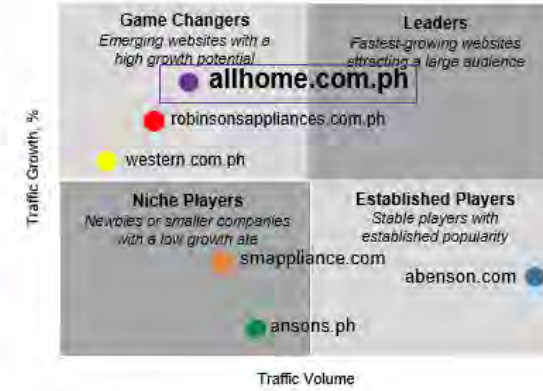 Game Changers
Emerging websites with a
high growth potential
Leaders
Fastest-growing websites
attracting a large audience
allhome.com.ph
robinsonsappliances.com.ph
western.com.ph
Traffic Growth, %
Niche Players
Newbies or smaller companies
with a low growth ate
Established Players
Stable players with
established popularity
smappliance.com
abenson.com
ansons.ph
Traffic Volume